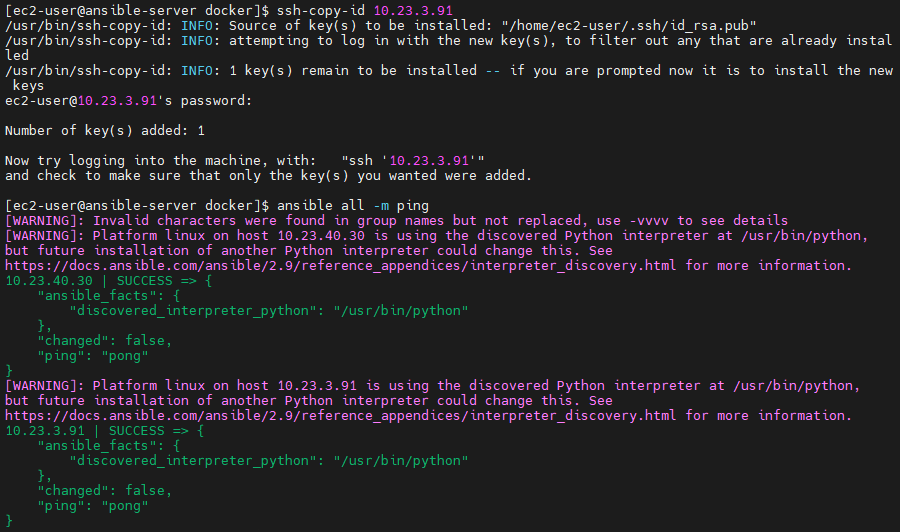 [ec2-user@ansible-server docker]$ ssh-copy-id 10.23.3.91
/usr/bin/ssh-copy-id: INFO: Source of key(s) to be installed: "/home/ec2-user/.ssh/id_rsa.pub"
/usr/bin/ssh-copy-id: INFO: attempting to log in with the new key(s), to filter out any that are already instal
led
/usr/bin/ssh-copy-id: INFO: 1 key(s) remain to be installed -- if you are prompted now it is to install the new
 keys
ec2-user@10.23.3.91's password:

Number of key(s) added: 1

Now try logging into the machine, with:   "ssh '10.23.3.91'"
and check to make sure that only the key(s) you wanted were added.

[ec2-user@ansible-server docker]$ ansible all -m ping
[WARNING]: Invalid characters were found in group names but not replaced, use -vvvv to see details
[WARNING]: Platform linux on host 10.23.40.30 is using the discovered Python interpreter at /usr/bin/python,
but future installation of another Python interpreter could change this. See
https://docs.ansible.com/ansible/2.9/reference_appendices/interpreter_discovery.html for more information.
10.23.40.30 | SUCCESS => {
    "ansible_facts": {
        "discovered_interpreter_python": "/usr/bin/python"
    },
    "changed": false,
    "ping": "pong"
}
[WARNING]: Platform linux on host 10.23.3.91 is using the discovered Python interpreter at /usr/bin/python,
but future installation of another Python interpreter could change this. See
https://docs.ansible.com/ansible/2.9/reference_appendices/interpreter_discovery.html for more information.
10.23.3.91 | SUCCESS => {
    "ansible_facts": {
        "discovered_interpreter_python": "/usr/bin/python"
    },
    "changed": false,
    "ping": "pong"
}